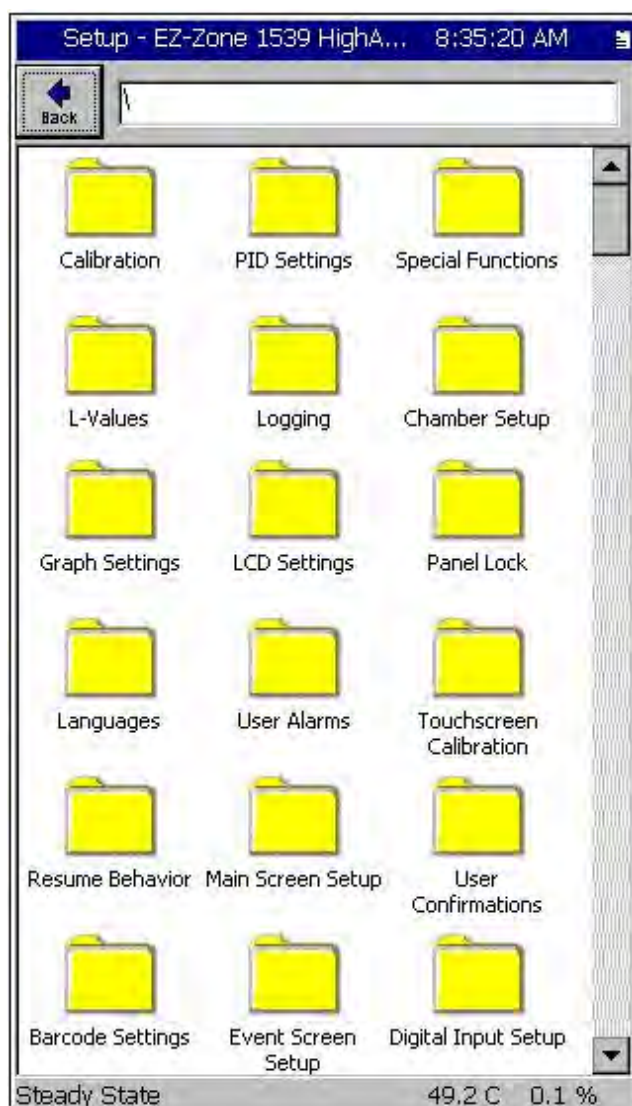 Setup - EZ-Zone 1539 HighA... 8:35:20 AM
Back
\
Calibration PID Settings Special Functions
L-Values Logging Chamber Setup
Graph Settings LCD Settings Panel Lock
Languages User Alarms Touchscreen
Calibration
Resume Behavior Main Screen Setup User
Confirmations
Barcode Settings Event Screen Digital Input Setup
Setup
Steady State 49.2 C 0.1 %